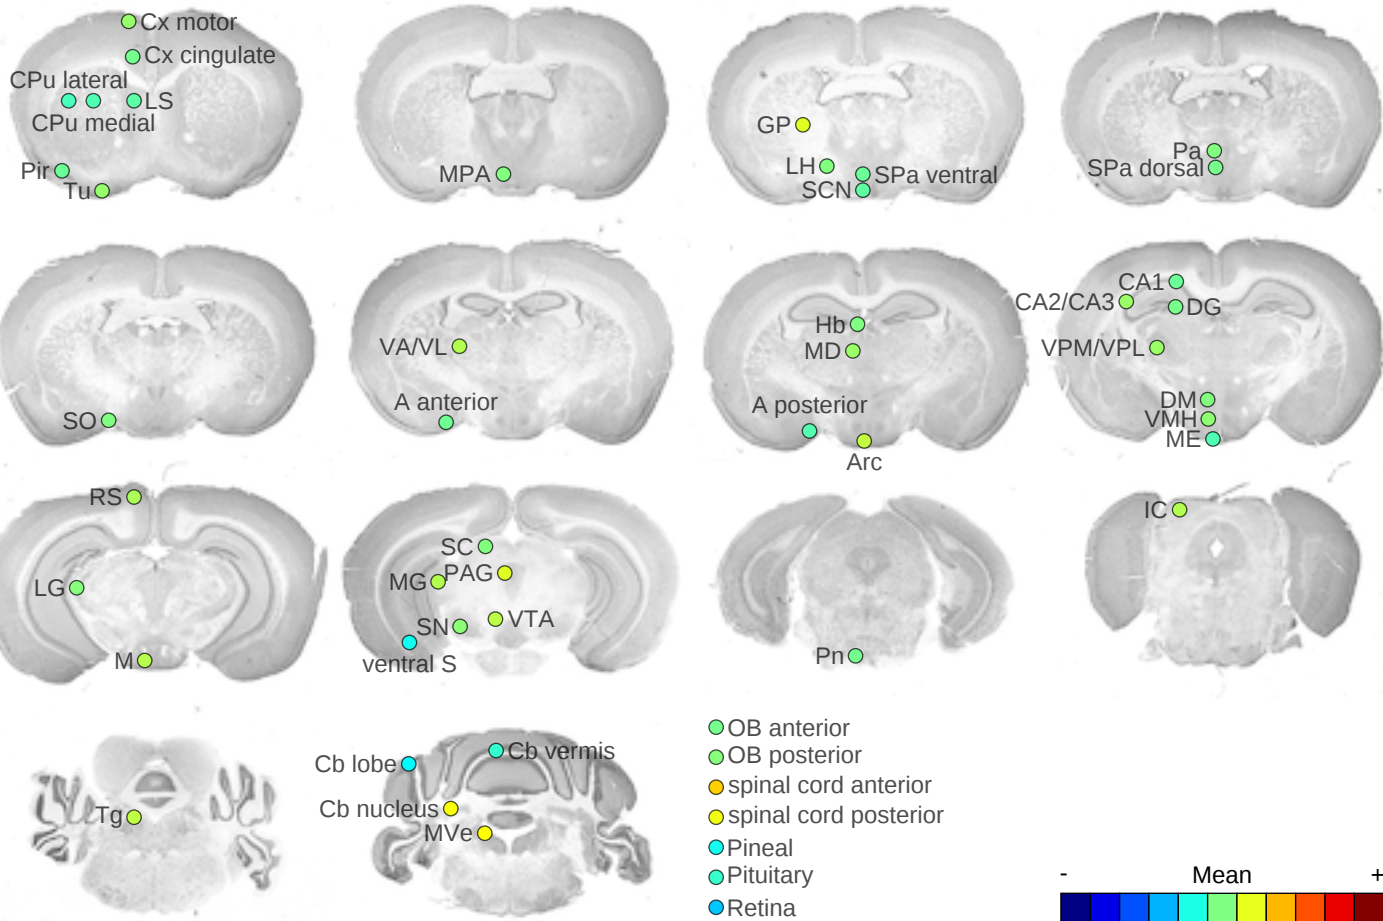 Cx motor
Cx cingulate
CPu lateral
LS
CPu medial
Pir
Tu
MPA
GP
LH
SPa ventral
SCN
Pa
SPa dorsal
SO
VA/VL
A anterior
Hb
MD
A posterior
Arc
CA1
CA2/CA3
DG
VPM/VPL
DM
VMH
ME
RS
LG
M
SC
MG
PAG
SN
VTA
ventral S
Pn
IC
Tg
Cb lobe
Cb vermis
Cb nucleus
MVe
OB anterior
OB posterior
spinal cord anterior
spinal cord posterior
Pineal
Pituitary
Retina
- Mean +